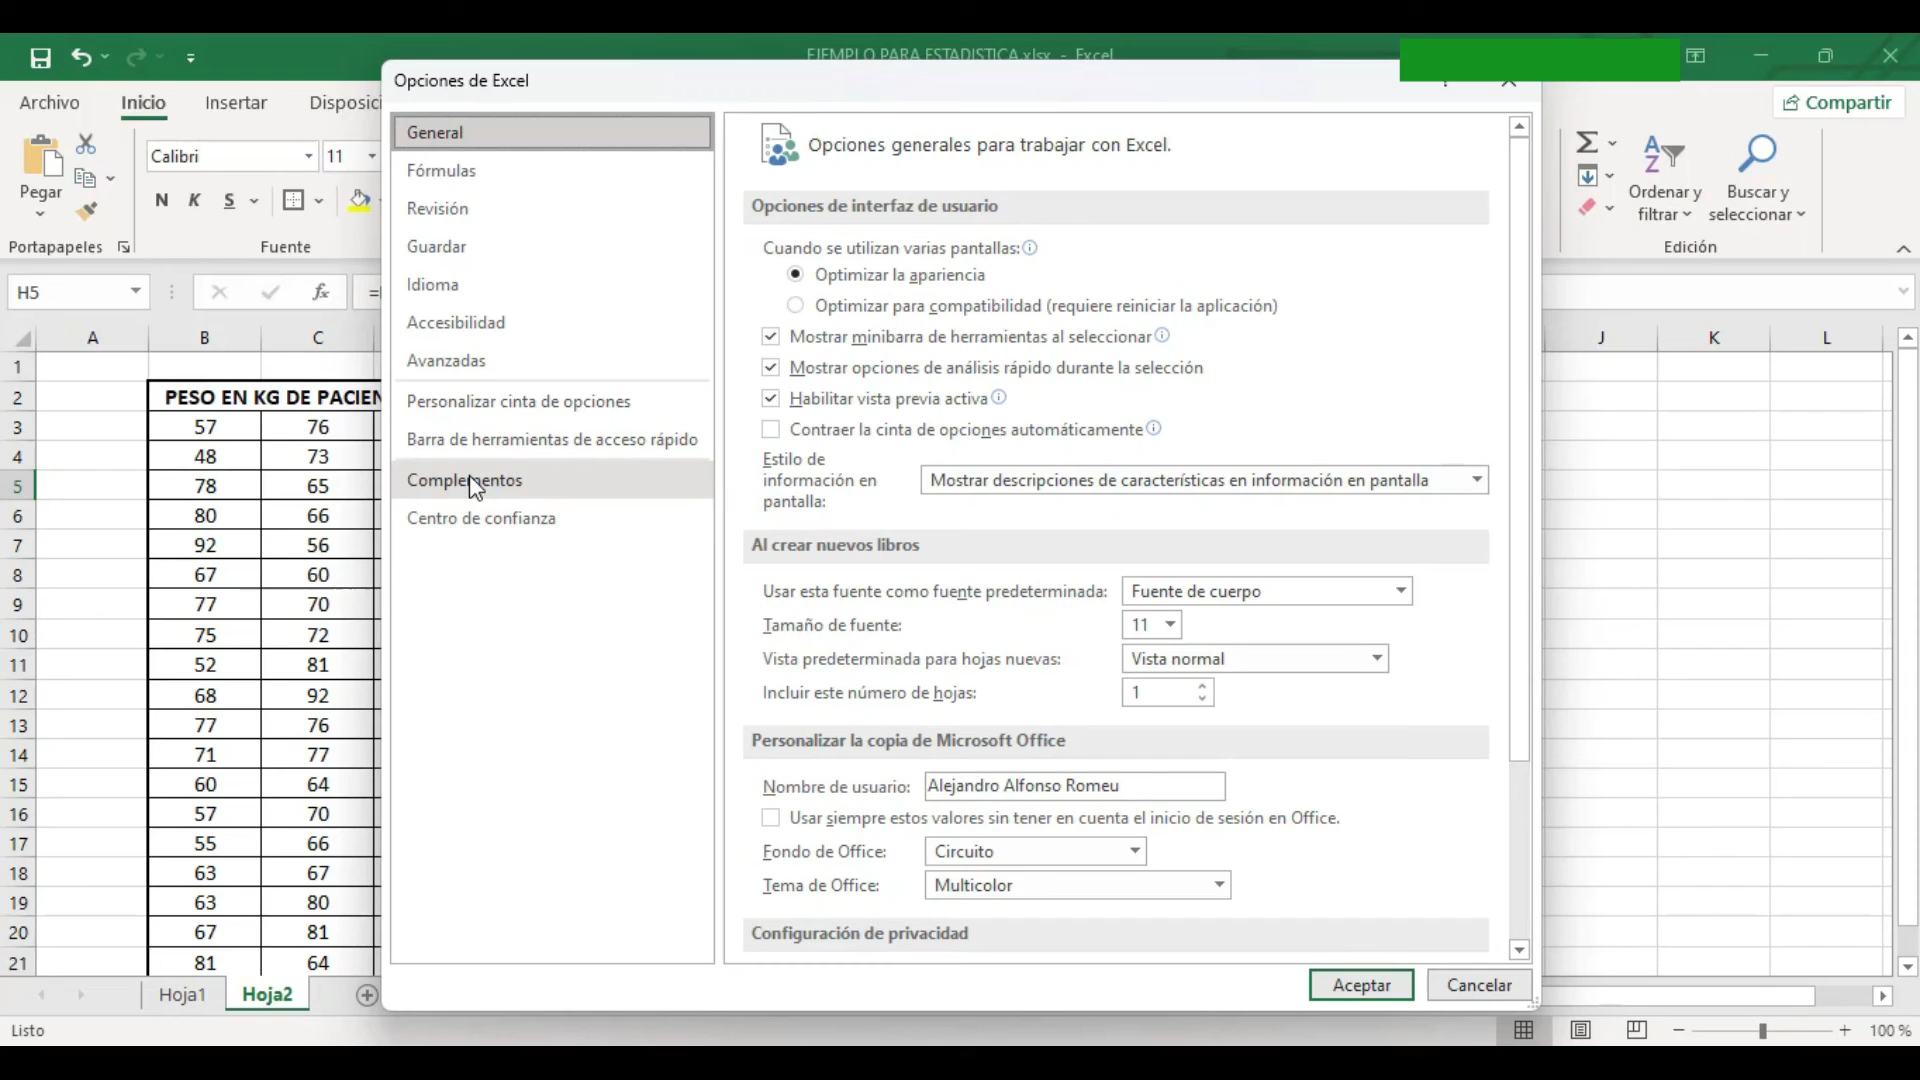 EJEMPLO PARA ESTADISTICA.xlsx - Excel
Opciones de Excel
Archivo Inicio Insertar
Compartir
Calibri 11
Pegar
N K S
Portapapeles Fuente
Ordenar y filtrar
Buscar y seleccionar
Edición
H5 fx =
A B C J K L
1
2 PESO EN KG DE PACIEN
3 57 76
4 48 73
5 78 65
6 80 66
7 92 56
8 67 60
9 77 70
10 75 72
11 52 81
12 68 92
13 77 76
14 71 77
15 60 64
16 57 70
17 55 66
18 63 67
19 63 80
20 67 81
21 81 64
Hoja1 Hoja2
Listo
100 %
General
Fórmulas
Revisión
Guardar
Idioma
Accesibilidad
Avanzadas
Personalizar cinta de opciones
Barra de herramientas de acceso rápido
Complementos
Centro de confianza
Opciones generales para trabajar con Excel.
Opciones de interfaz de usuario
Cuando se utilizan varias pantallas:
Optimizar la apariencia
Optimizar para compatibilidad (requiere reiniciar la aplicación)
Mostrar minibarra de herramientas al seleccionar
Mostrar opciones de análisis rápido durante la selección
Habilitar vista previa activa
Contraer la cinta de opciones automáticamente
Estilo de
información en
pantalla:
Mostrar descripciones de características en información en pantalla
Al crear nuevos libros
Usar esta fuente como fuente predeterminada: Fuente de cuerpo
Tamaño de fuente: 11
Vista predeterminada para hojas nuevas: Vista normal
Incluir este número de hojas: 1
Personalizar la copia de Microsoft Office
Nombre de usuario: Alejandro Alfonso Romeu
Usar siempre estos valores sin tener en cuenta el inicio de sesión en Office.
Fondo de Office: Circuito
Tema de Office: Multicolor
Configuración de privacidad
Aceptar Cancelar